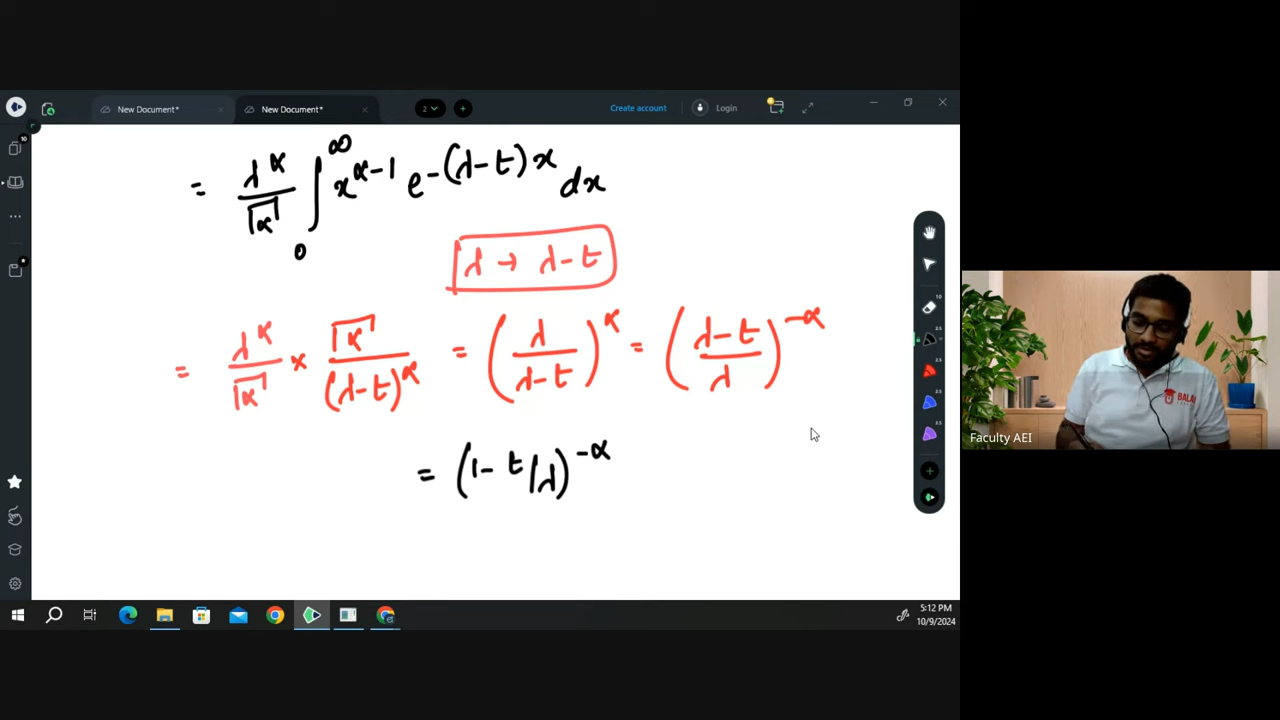 New Document*
New Document*
2
Create account
Login
= λ^α / Γα ∫₀^∞ x^(α-1) e^-(λ-t)x dx
λ → λ-t
= λ^α / Γα × Γα / (λ-t)^α = (λ / λ-t)^α = (λ-t / λ)^-α
= (1- t/λ)^-α
Faculty AEI
5:12 PM
10/9/2024